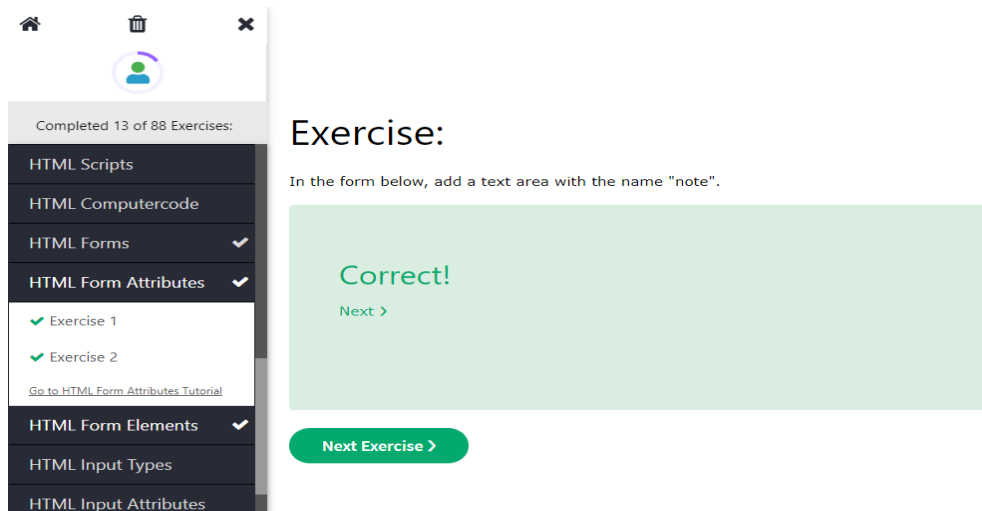 Completed 13 of 88 Exercises:
HTML Scripts
HTML Computercode
HTML Forms
HTML Form Attributes
Exercise 1
Exercise 2
Go to HTML Form Attributes Tutorial
HTML Form Elements
HTML Input Types
HTML Input Attributes
Exercise:
In the form below, add a text area with the name "note".
Correct!
Next >
Next Exercise >